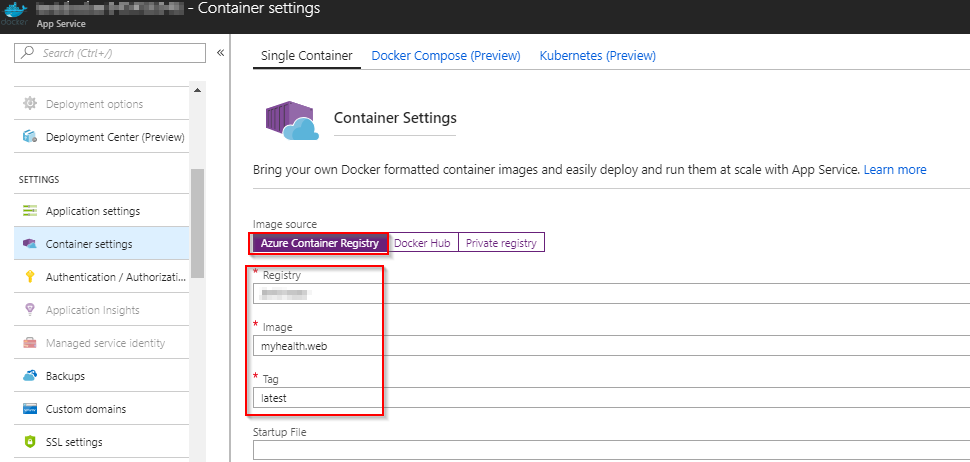 - Container settings
docker
App Service
Search (Ctrl+/)
«
Deployment options
Deployment Center (Preview)
SETTINGS
Application settings
Container settings
Authentication / Authorizati...
Application Insights
Managed service identity
Backups
Custom domains
SSL settings
Single Container Docker Compose (Preview) Kubernetes (Preview)
Container Settings
Bring your own Docker formatted container images and easily deploy and run them at scale with App Service. Learn more
Image source
Azure Container Registry Docker Hub Private registry
* Registry
* Image
myhealth.web
* Tag
latest
Startup File